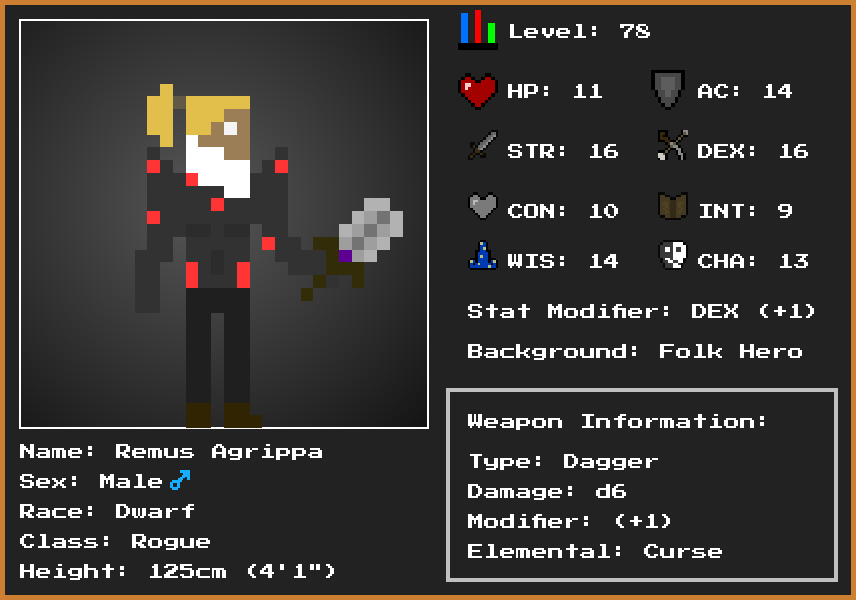 Level: 78
HP: 11 AC: 14
STR: 16 DEX: 16
CON: 10 INT: 9
WIS: 14 CHA: 13
Stat Modifier: DEX (+1)
Background: Folk Hero
Weapon Information:
Type: Dagger
Damage: d6
Modifier: (+1)
Elemental: Curse
Name: Remus Agrippa
Sex: Male ♂
Race: Dwarf
Class: Rogue
Height: 125cm (4'1")